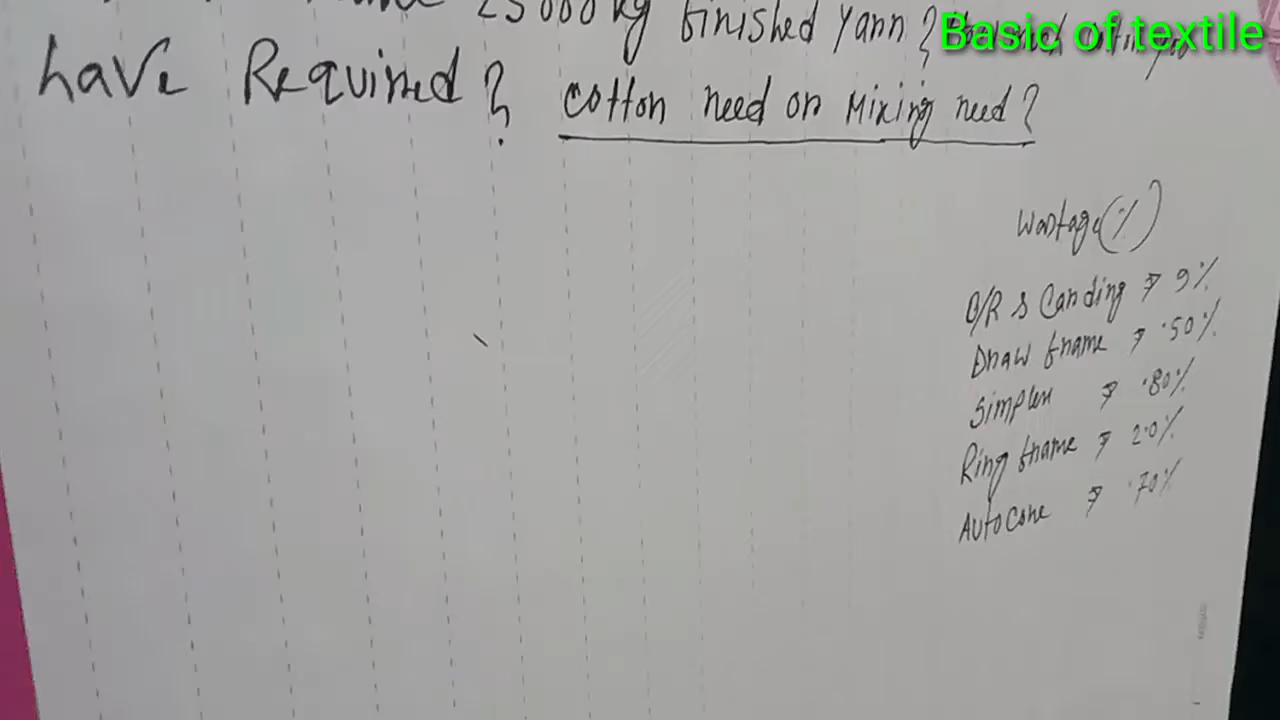 25000 kg finished Yarn ?
Basic of textile
have Required ? cotton need or Mixing need ?
Wastage (%)
B/R & Carding → 9%
Draw frame → .50%
Simplex → .80%
Ring frame → 2.0%
Autocone → .70%